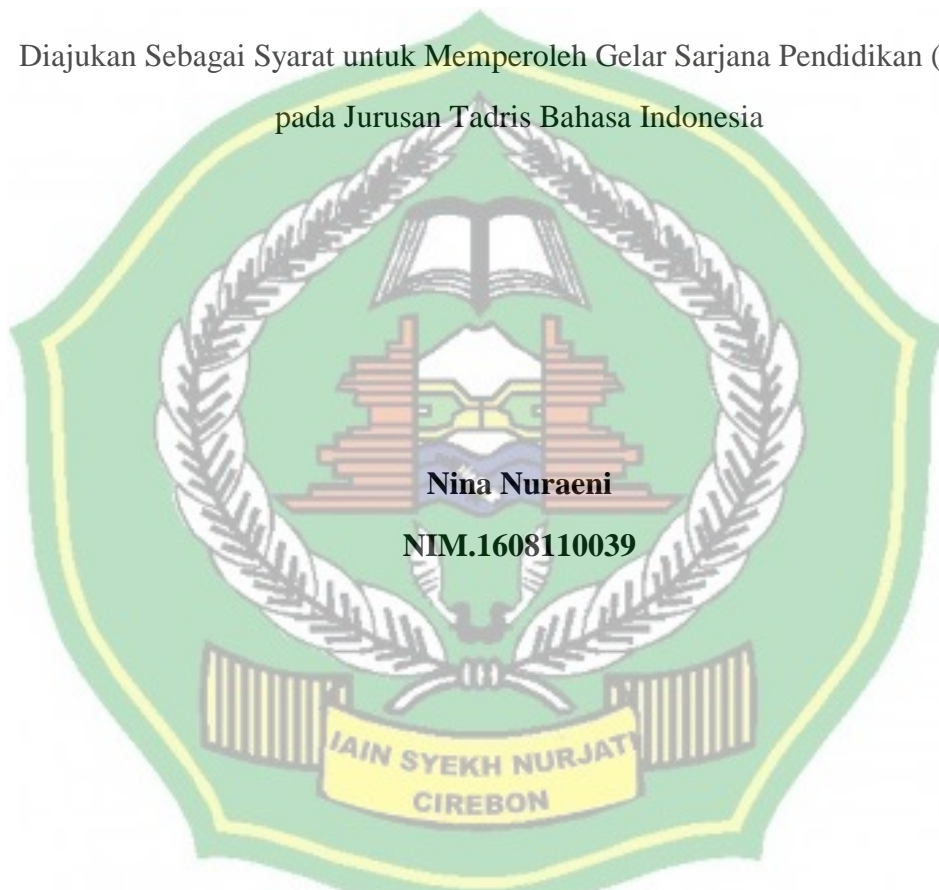 Diajukan Sebagai Syarat untuk Memperoleh Gelar Sarjana Pendidikan (
pada Jurusan Tadris Bahasa Indonesia
Nina Nuraeni
NIM.1608110039
IAIN SYEKH NURJATI
CIREBON